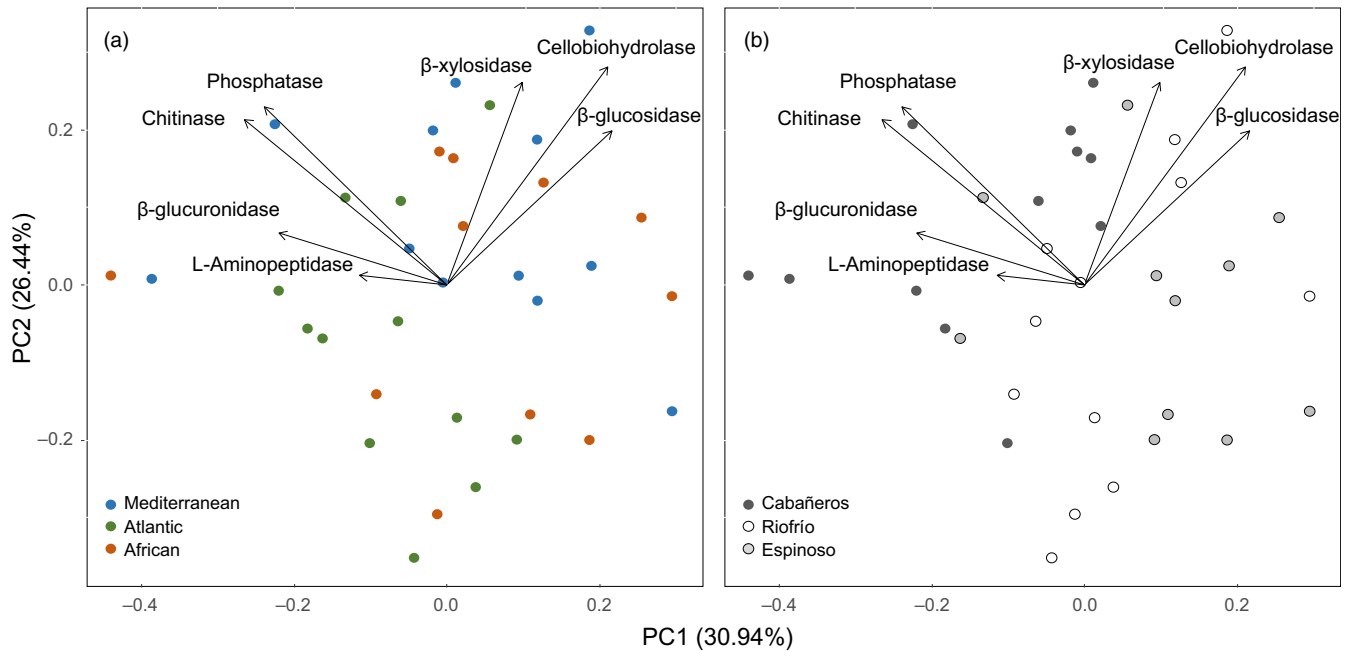 (a)
Cellobiohydrolase
β-xylosidase
Phosphatase
Chitinase
β-glucosidase
β-glucuronidase
L-Aminopeptidase
Mediterranean
Atlantic
African
(b)
Cellobiohydrolase
β-xylosidase
Phosphatase
Chitinase
β-glucosidase
β-glucuronidase
L-Aminopeptidase
Cabañeros
Riofrío
Espinoso
PC2 (26.44%)
0.2
0.0
–0.2
–0.4 –0.2 0.0 0.2
–0.4 –0.2 0.0 0.2
PC1 (30.94%)